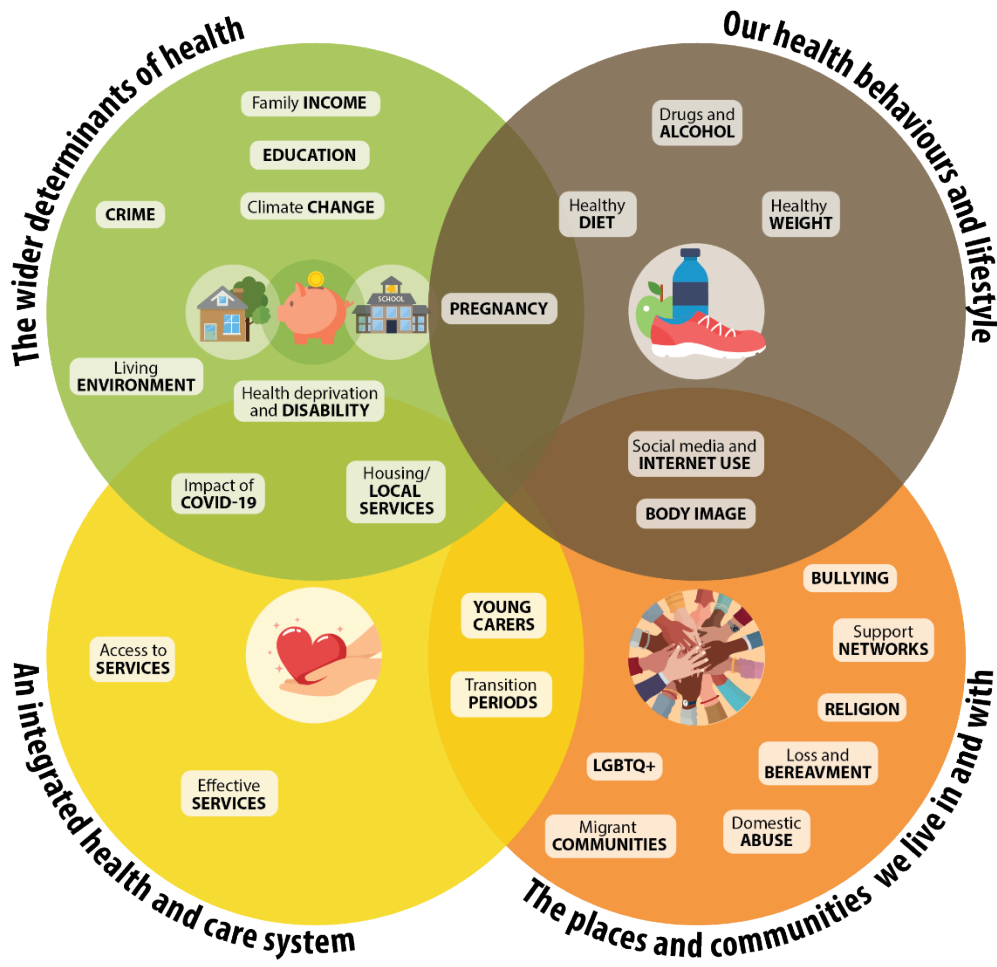 The wider determinants of health
Our health behaviours and lifestyle
Family INCOME
EDUCATION
CRIME
Climate CHANGE
SCHOOL
Living
ENVIRONMENT
Health deprivation
and DISABILITY
Impact of
COVID-19
Housing/
LOCAL
SERVICES
PREGNANCY
Drugs and
ALCOHOL
Healthy
DIET
Healthy
WEIGHT
Social media and
INTERNET USE
BODY IMAGE
An integrated health and care system
Access to
SERVICES
Effective
SERVICES
YOUNG
CARERS
Transition
PERIODS
The places and communities we live in and with
BULLYING
Support
NETWORKS
RELIGION
LGBTQ+
Loss and
BEREAVMENT
Migrant
COMMUNITIES
Domestic
ABUSE